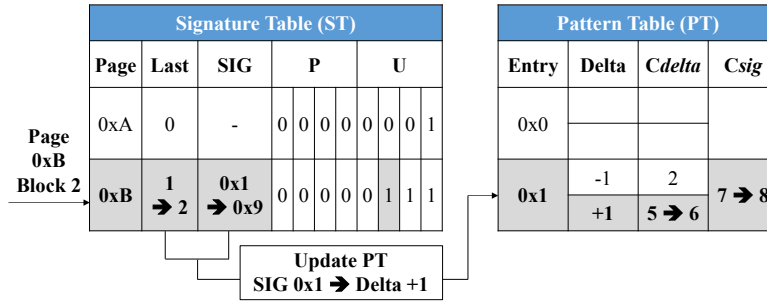 Signature Table (ST)
Page Last SIG P U
0xA 0 - 0 0 0 0 0 0 0 1
Page
0xB
Block 2
0xB 1 ➔ 2 0x1 ➔ 0x9 0 0 0 0 0 1 1 1
Update PT
SIG 0x1 ➔ Delta +1
Pattern Table (PT)
Entry Delta Cdelta Csig
0x0
0x1 -1 2 7 ➔ 8
+1 5 ➔ 6